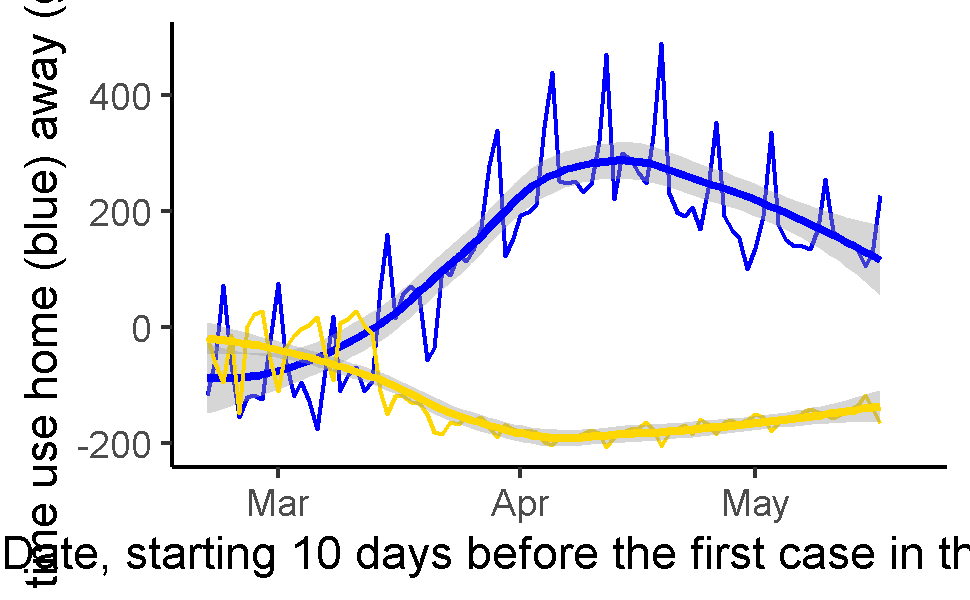 time use home (blue) away (
400
200
0
-200
Mar Apr May
Date, starting 10 days before the first case in th